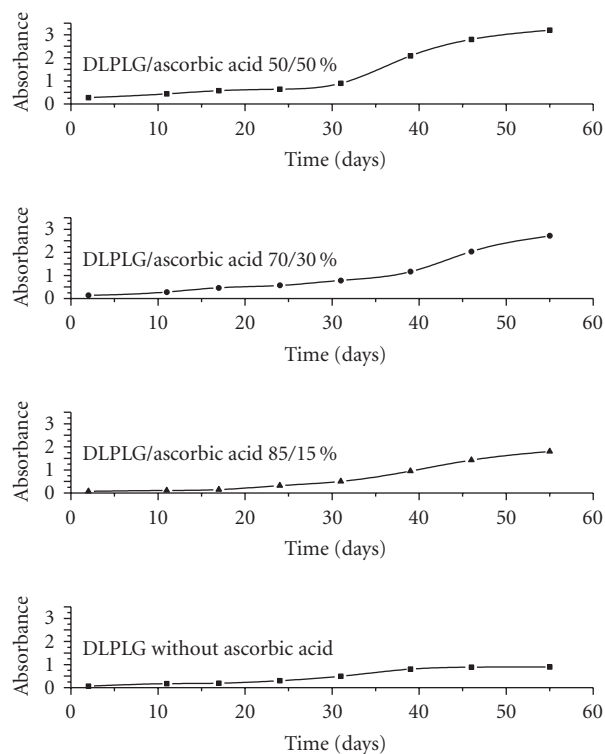 Absorbance
3
2
1
0
DLPLG/ascorbic acid 50/50 %
0 10 20 30 40 50 60
Time (days)
Absorbance
3
2
1
0
DLPLG/ascorbic acid 70/30 %
0 10 20 30 40 50 60
Time (days)
Absorbance
3
2
1
0
DLPLG/ascorbic acid 85/15 %
0 10 20 30 40 50 60
Time (days)
Absorbance
3
2
1
0
DLPLG without ascorbic acid
0 10 20 30 40 50 60
Time (days)